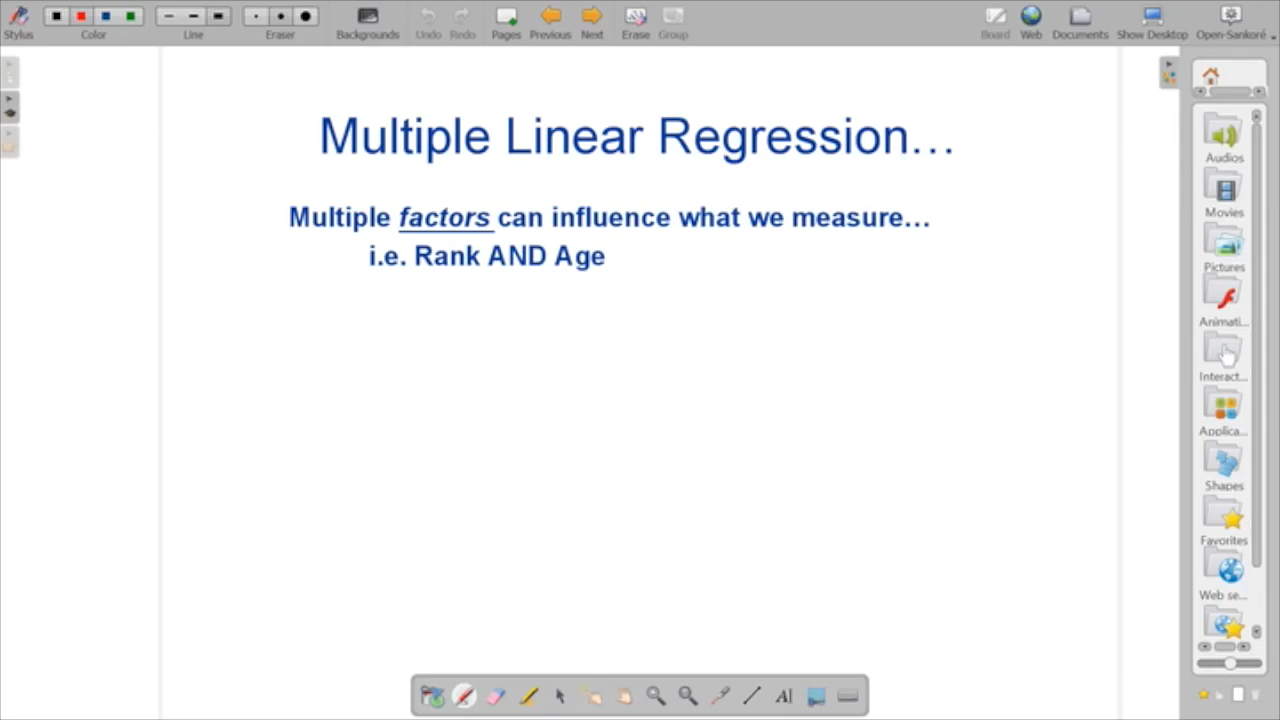 Stylus
Color
Line
Eraser
Backgrounds
Undo
Redo
Pages
Previous
Next
Erase
Group
Board
Web
Documents
Show Desktop
Open-Sankoré
Multiple Linear Regression…
Multiple factors can influence what we measure…
i.e. Rank AND Age
Audios
Movies
Pictures
Animati...
Interact...
Applica...
Shapes
Favorites
Web se...